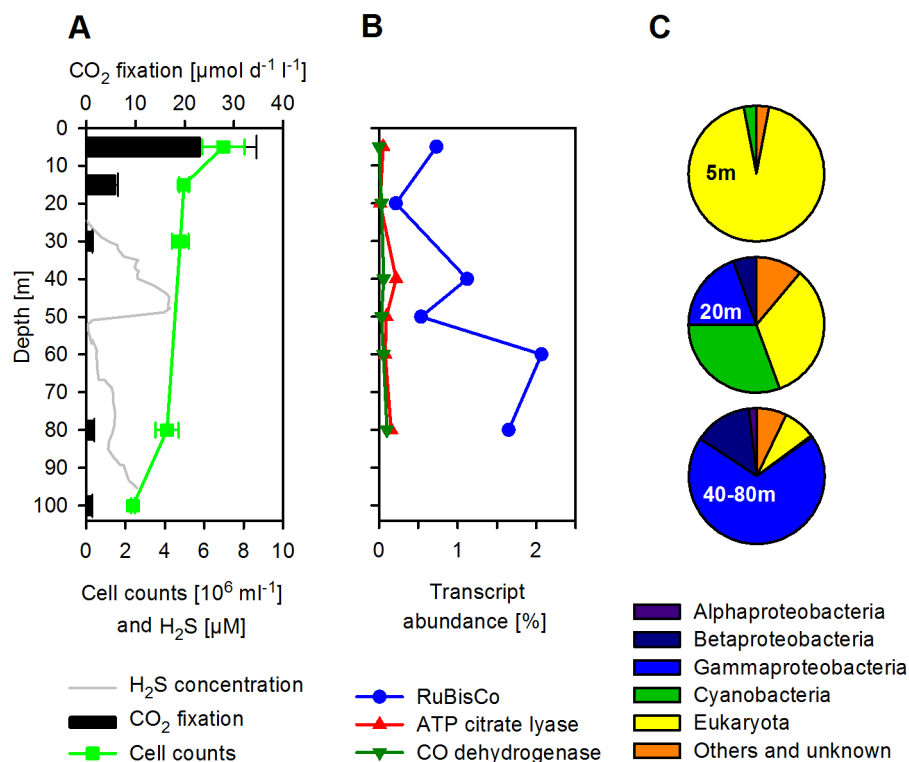 A
B
C
CO₂ fixation [µmol d⁻¹ l⁻¹]
0 10 20 30 40
Depth [m]
0
10
20
30
40
50
60
70
80
90
100
0 2 4 6 8 10
Cell counts [10⁶ ml⁻¹]
and H₂S [µM]
H₂S concentration
CO₂ fixation
Cell counts
0 1 2
Transcript
abundance [%]
RuBisCo
ATP citrate lyase
CO dehydrogenase
5m
20m
40-80m
Alphaproteobacteria
Betaproteobacteria
Gammaproteobacteria
Cyanobacteria
Eukaryota
Others and unknown